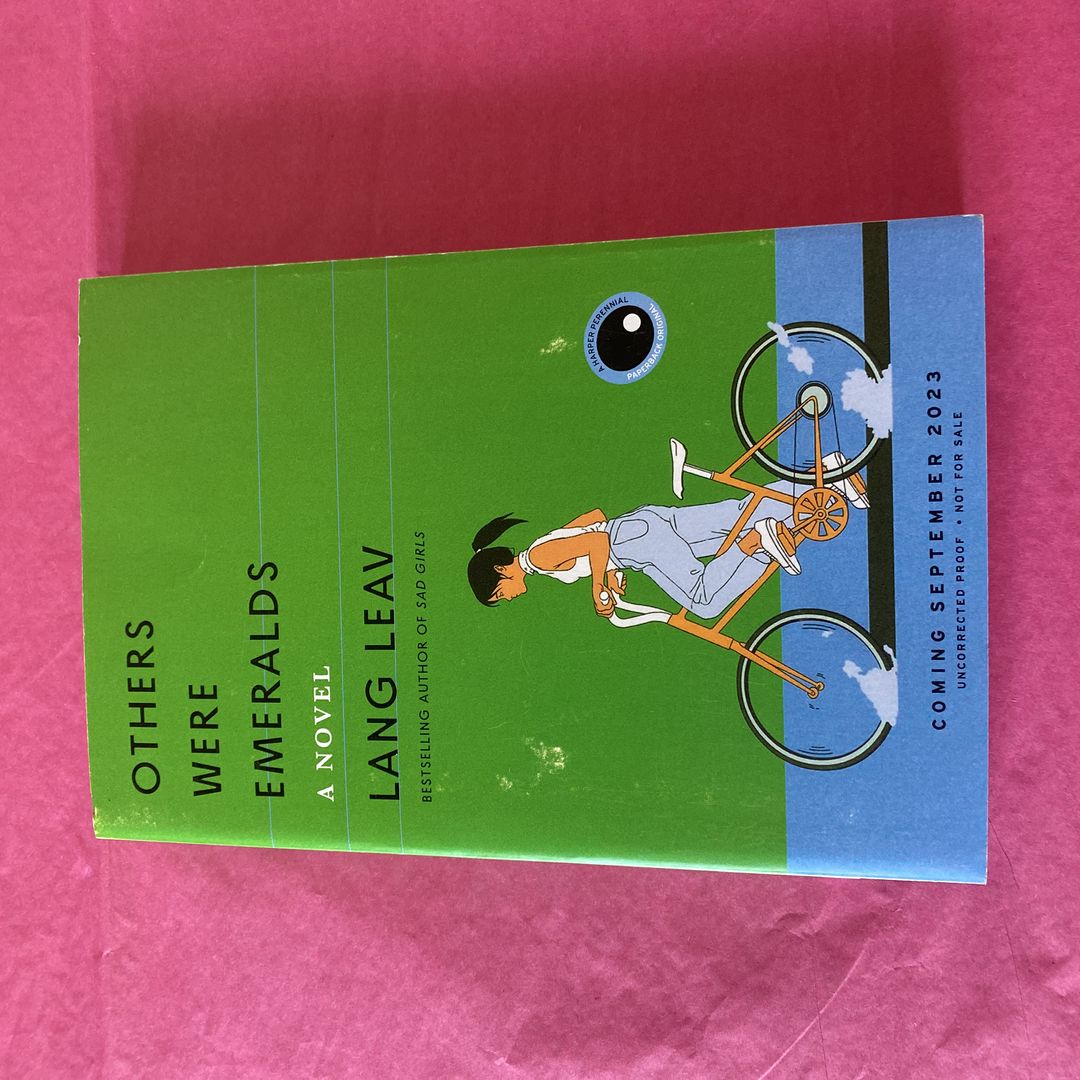 OTHERS
WERE
EMERALDS
A NOVEL
LANG LEAV
BESTSELLING AUTHOR OF SAD GIRLS
A HARPER PERENNIAL
PAPERBACK ORIGINAL
COMING SEPTEMBER 2023
UNCORRECTED PROOF • NOT FOR SALE